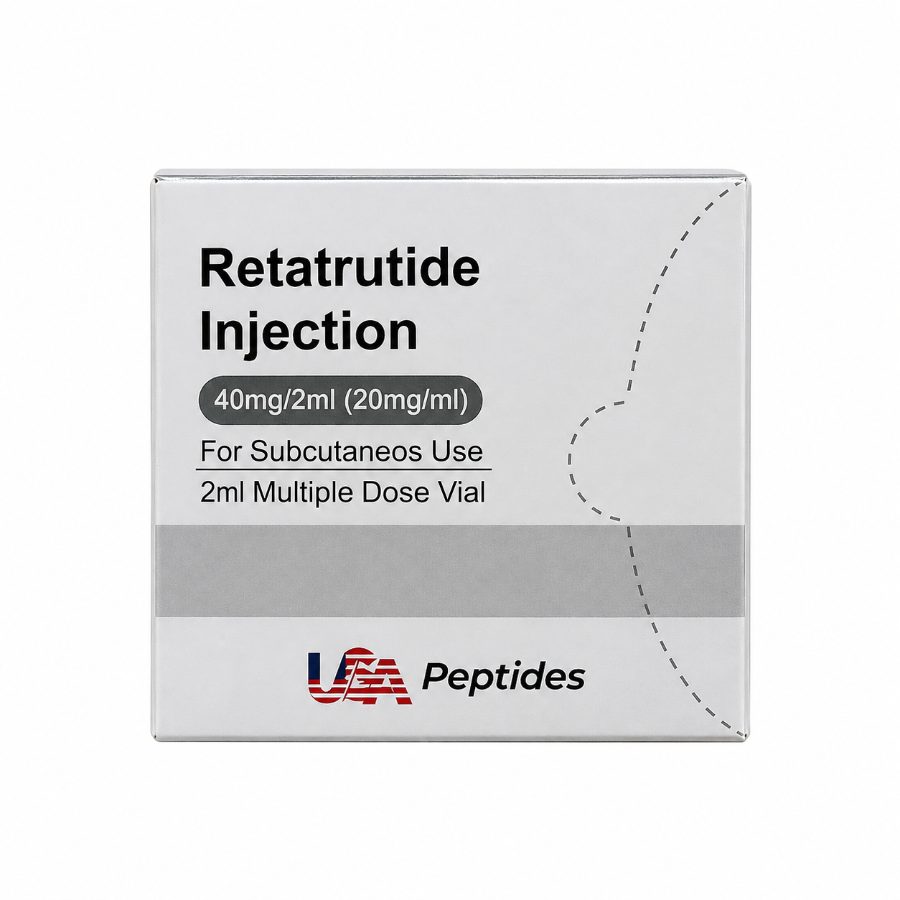 Retatrutide
Injection
40mg/2ml (20mg/ml)
For Subcutaneos Use
2ml Multiple Dose Vial
USA Peptides